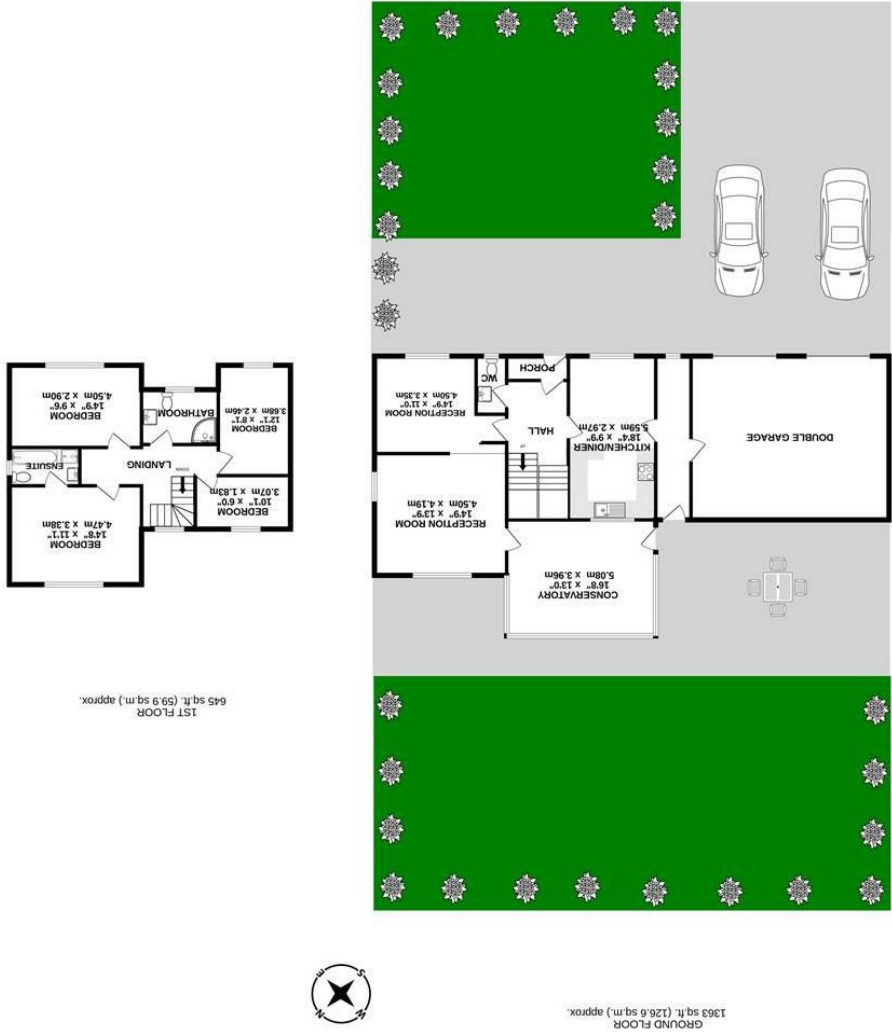 GROUND FLOOR
1363 sq.ft. (126.6 sq.m.) approx.
N
E
S
W
CONSERVATORY
16'8" x 13'0"
5.08m x 3.96m
RECEPTION ROOM
14'9" x 13'9"
4.50m x 4.19m
DOUBLE GARAGE
KITCHEN/DINER
18'4" x 9'9"
5.59m x 2.97m
UP
HALL
RECEPTION ROOM
14'9" x 11'0"
4.50m x 3.35m
PORCH
WC
1ST FLOOR
645 sq.ft. (59.9 sq.m.) approx.
BEDROOM
14'8" x 11'1"
4.47m x 3.38m
BEDROOM
10'1" x 6'0"
3.07m x 1.83m
DOWN
LANDING
ENSUITE
BEDROOM
12'1" x 8'1"
3.68m x 2.46m
BATHROOM
BEDROOM
14'9" x 9'6"
4.50m x 2.90m